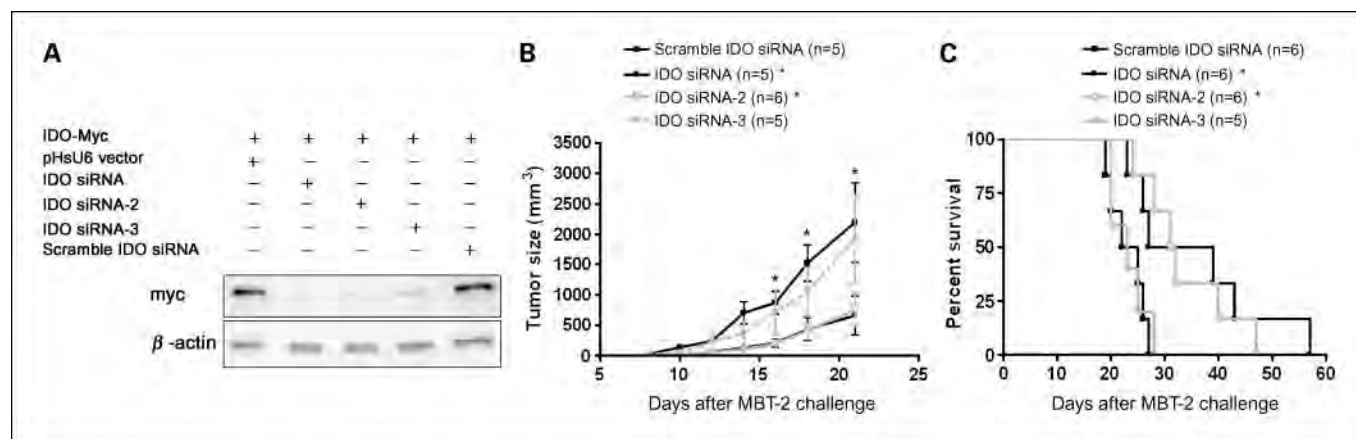 A
IDO-Myc + + + + +
pHsU6 vector + − − − −
IDO siRNA − + − − −
IDO siRNA-2 − − + − −
IDO siRNA-3 − − − + −
Scramble IDO siRNA − − − − +
myc
β-actin
B
Scramble IDO siRNA (n=5)
IDO siRNA (n=5) *
IDO siRNA-2 (n=6) *
IDO siRNA-3 (n=5)
Tumor size (mm³)
3500
3000
2500
2000
1500
1000
500
0
* * *
5 10 15 20 25
Days after MBT-2 challenge
C
Scramble IDO siRNA (n=6)
IDO siRNA (n=6) *
IDO siRNA-2 (n=6) *
IDO siRNA-3 (n=5)
Percent survival
100
75
50
25
0
0 10 20 30 40 50 60
Days after MBT-2 challenge